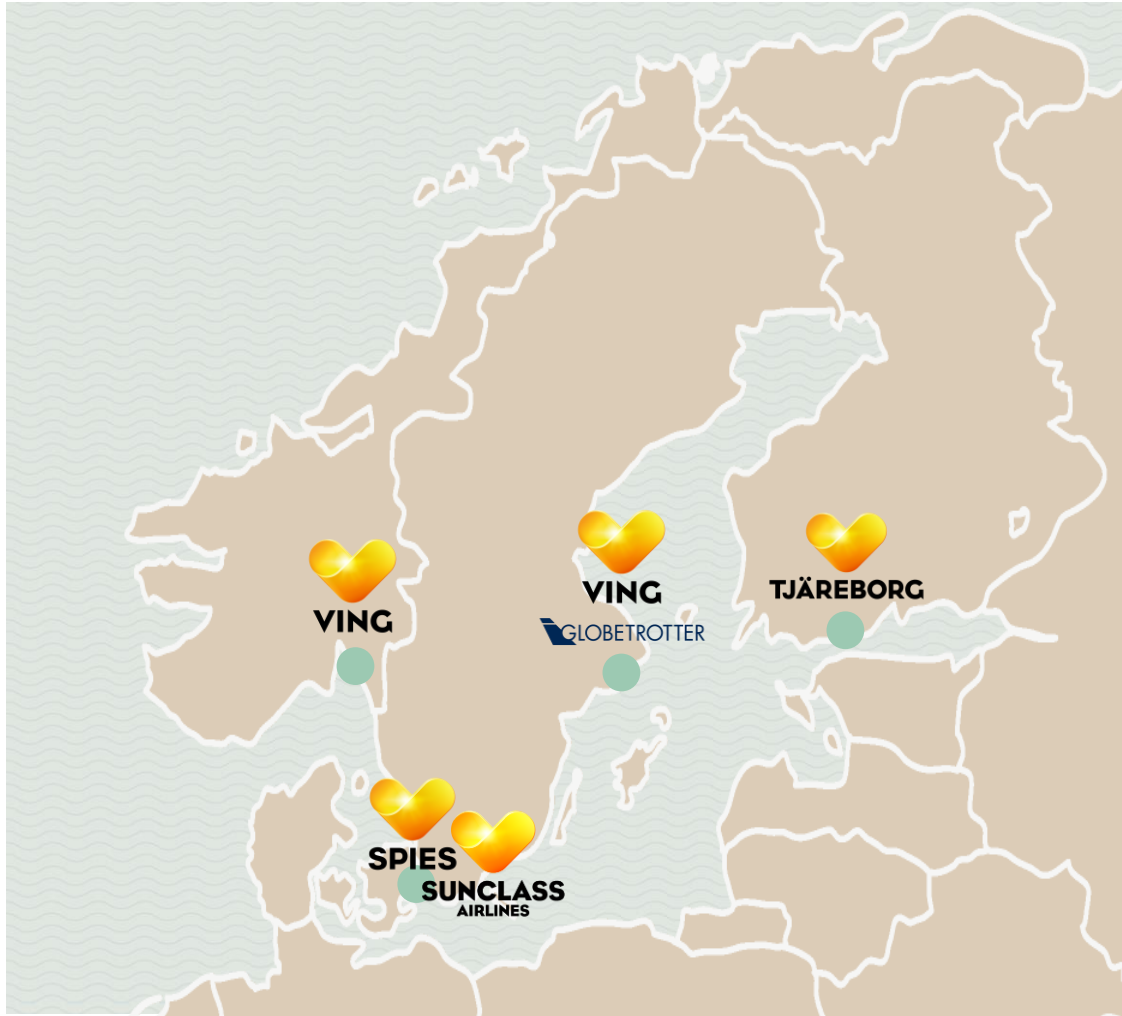 VING
VING
GLOBETROTTER
TJÄREBORG
SPIES
SUNCLASS
AIRLINES